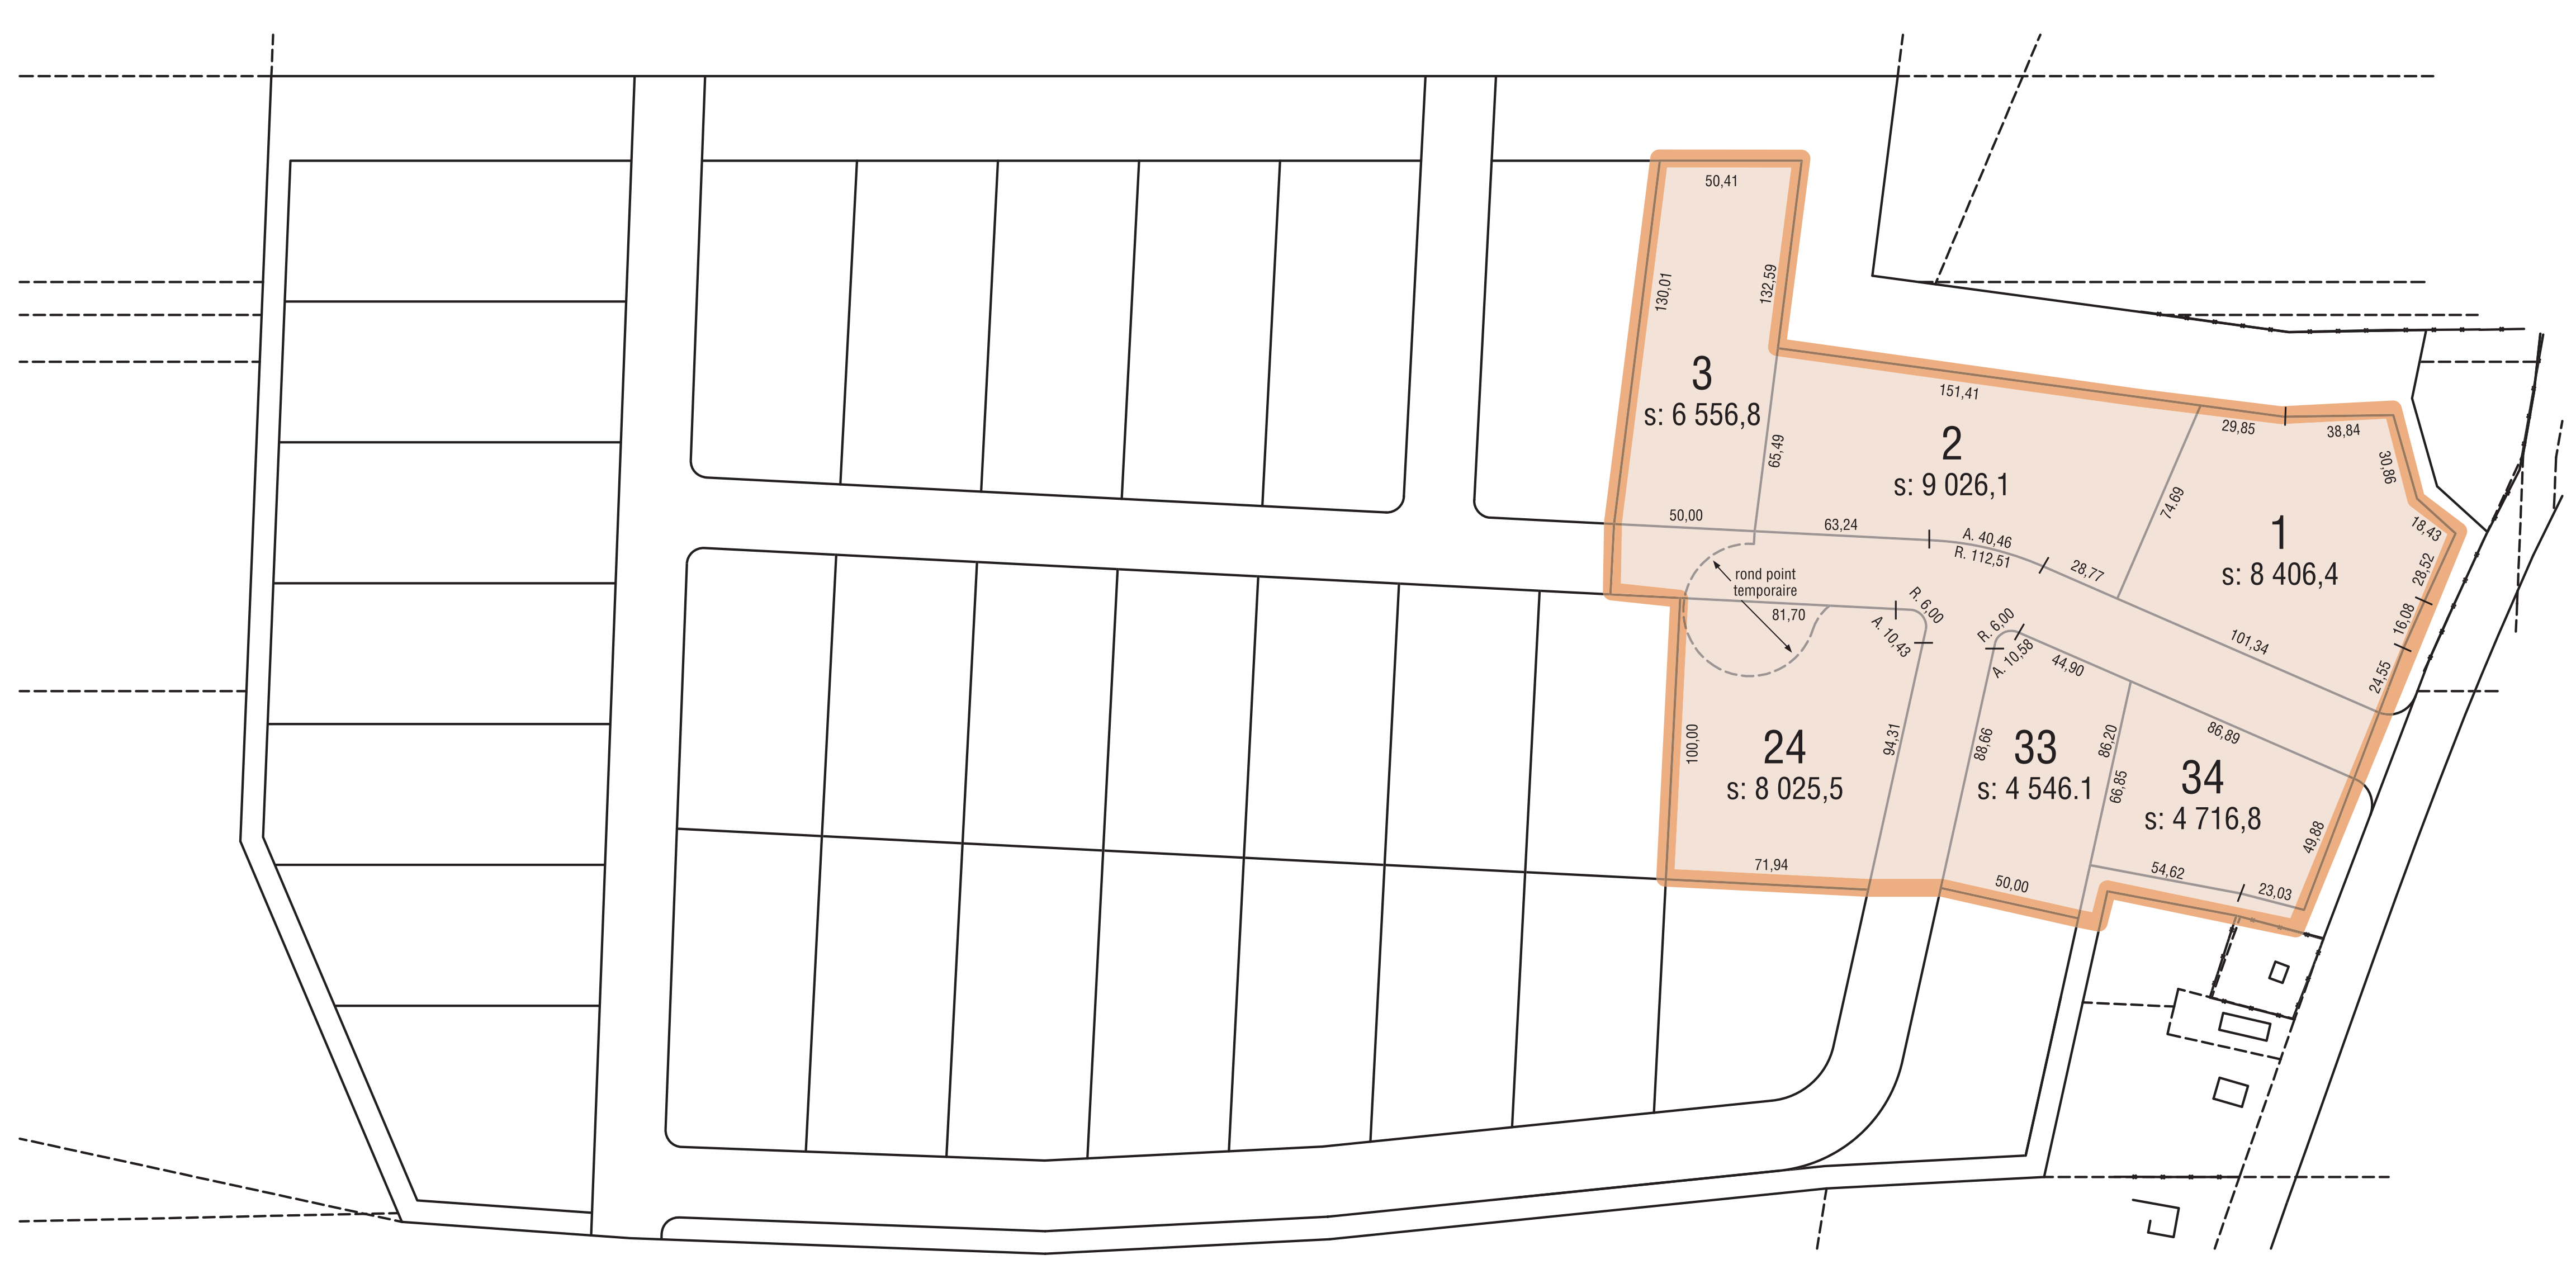 50,41
130,01
132,59
3
s: 6 556,8
65,49
50,00
151,41
2
s: 9 026,1
63,24
A. 40,46
R. 112,51
28,77
74,69
29,85
38,84
30,86
18,43
1
s: 8 406,4
28,52
16,08
24,55
101,34
rond point
temporaire
81,70
R. 6,00
A. 10,43
R. 6,00
A. 10,58
44,90
100,00
24
s: 8 025,5
94,31
71,94
88,66
33
s: 4 546.1
86,20
66,85
50,00
86,89
34
s: 4 716,8
49,88
54,62
23,03